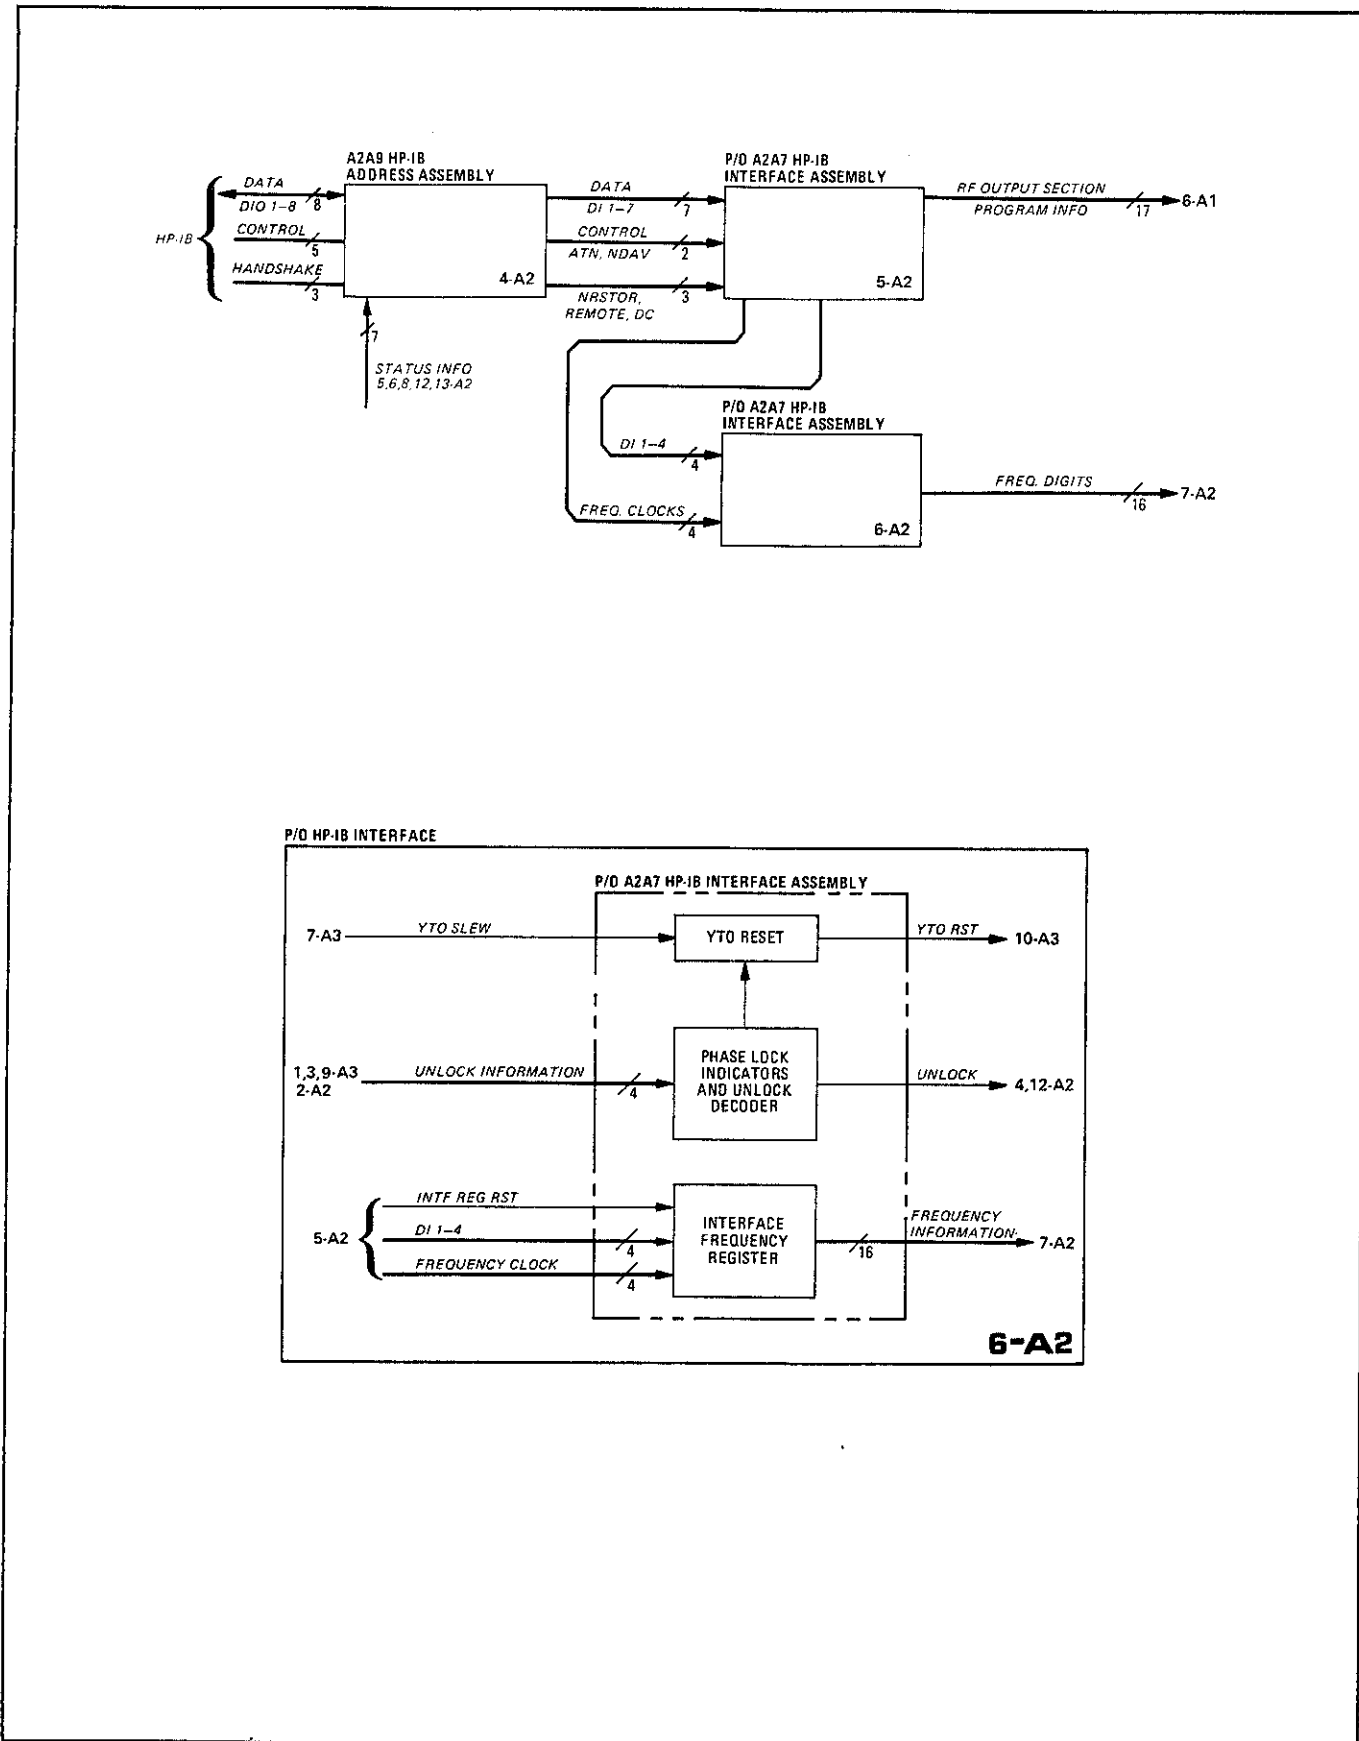 A2A9 HP-IB
ADDRESS ASSEMBLY
P/O A2A7 HP-IB
INTERFACE ASSEMBLY
HP-IB
DATA
DIO 1–8
8
CONTROL
5
HANDSHAKE
3
4-A2
7
STATUS INFO
5,6,8,12,13-A2
DATA
DI 1–7
7
CONTROL
ATN, NDAV
2
NRSTOR,
REMOTE, DC
3
5-A2
RF OUTPUT SECTION
PROGRAM INFO
17
6-A1
P/O A2A7 HP-IB
INTERFACE ASSEMBLY
DI 1–4
4
FREQ. CLOCKS
4
6-A2
FREQ. DIGITS
16
7-A2
P/O HP-IB INTERFACE
P/O A2A7 HP-IB INTERFACE ASSEMBLY
7-A3
YTO SLEW
YTO RESET
YTO RST
10-A3
1,3,9-A3
2-A2
UNLOCK INFORMATION
4
PHASE LOCK
INDICATORS
AND UNLOCK
DECODER
UNLOCK
4,12-A2
5-A2
INTF REG RST
DI 1–4
4
FREQUENCY CLOCK
4
INTERFACE
FREQUENCY
REGISTER
16
FREQUENCY
INFORMATION
7-A2
6-A2